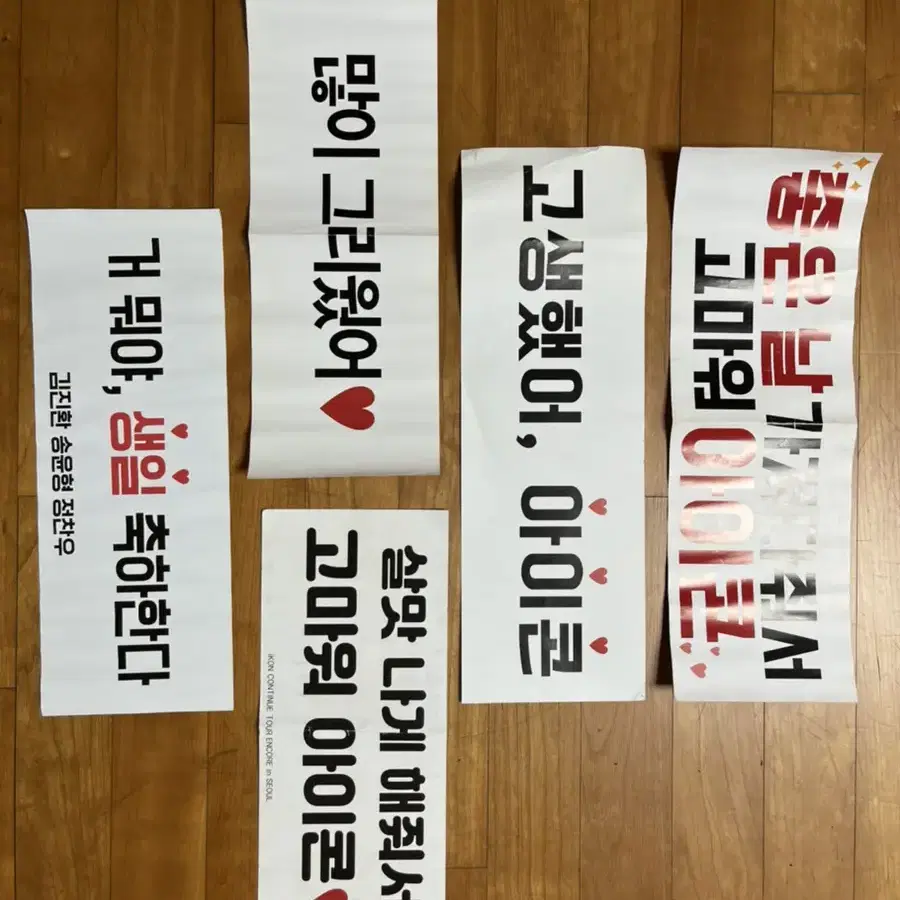 거 뭐야, 생일 축하한다
김진환 송윤형 정찬우
많이 그리웠어♥
살맛 나게 해줘서
고마워 아이콘♥
iKON CONTINUE TOUR ENCORE in SEOUL
고생했어, 아이콘
좋은 날 가져다줘서
고마워 아이콘